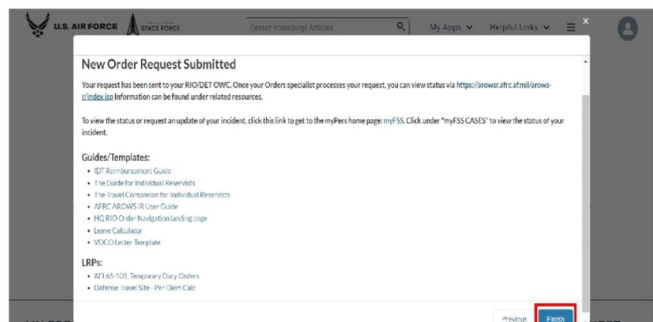 U.S. AIR FORCE SPACE FORCE Search Knowledge Articles My Apps Helpful Links X
New Order Request Submitted
Your request has been sent to your RIO/DET OWC. Once your Orders specialist processes your request, you can view status via https://arowsr.afrc.af.mil/arows-
r/index.jsp Information can be found under related resources.
To view the status or request an update of your incident, click this link to get to the myPers home page: myFSS. Click under "myFSS CASES" to view the status of your
incident.
Guides/Templates:
• IDT Reimbursement Guide
• The Guide for Individual Reservists
• The Travel Companion for Individual Reservists
• AFRC AROWS IR User Guide
• HQ RIO Order Navigation landing page
• Leave Calculator
• VOCO Letter Template
LRPs:
• AFI 65-103, Temporary Duty Orders
• Defense Travel Site - Per Diem Calc
Previous Finish